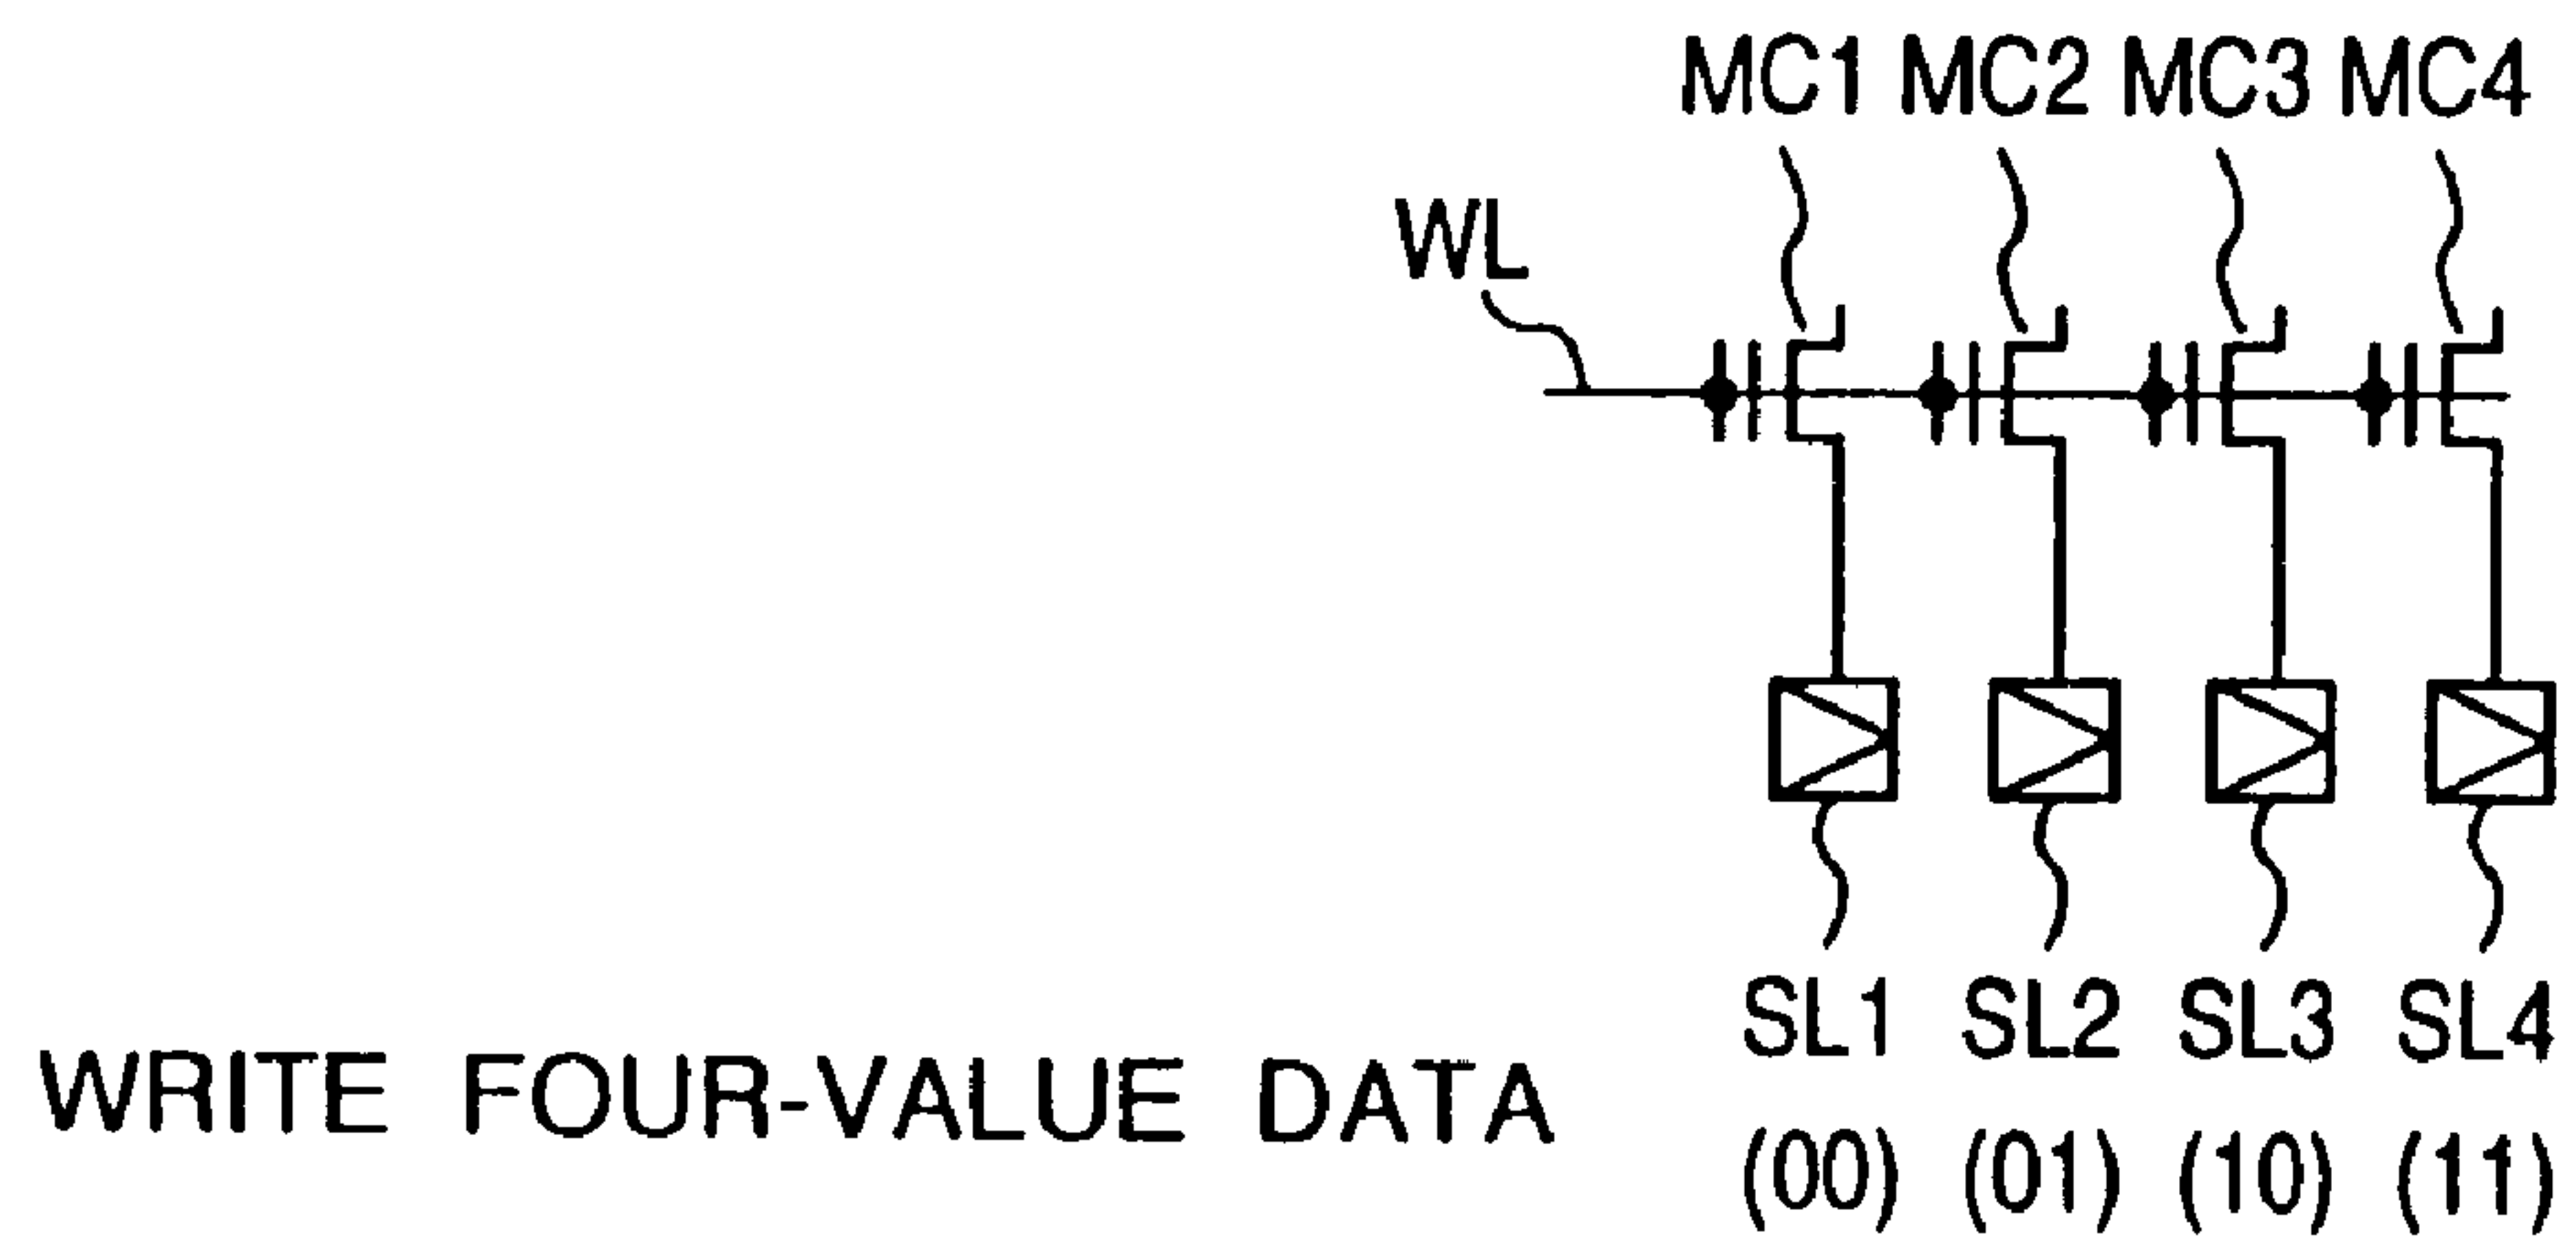 MC1 MC2 MC3 MC4
WL
SL1 SL2 SL3 SL4
WRITE FOUR-VALUE DATA
(00) (01) (10) (11)